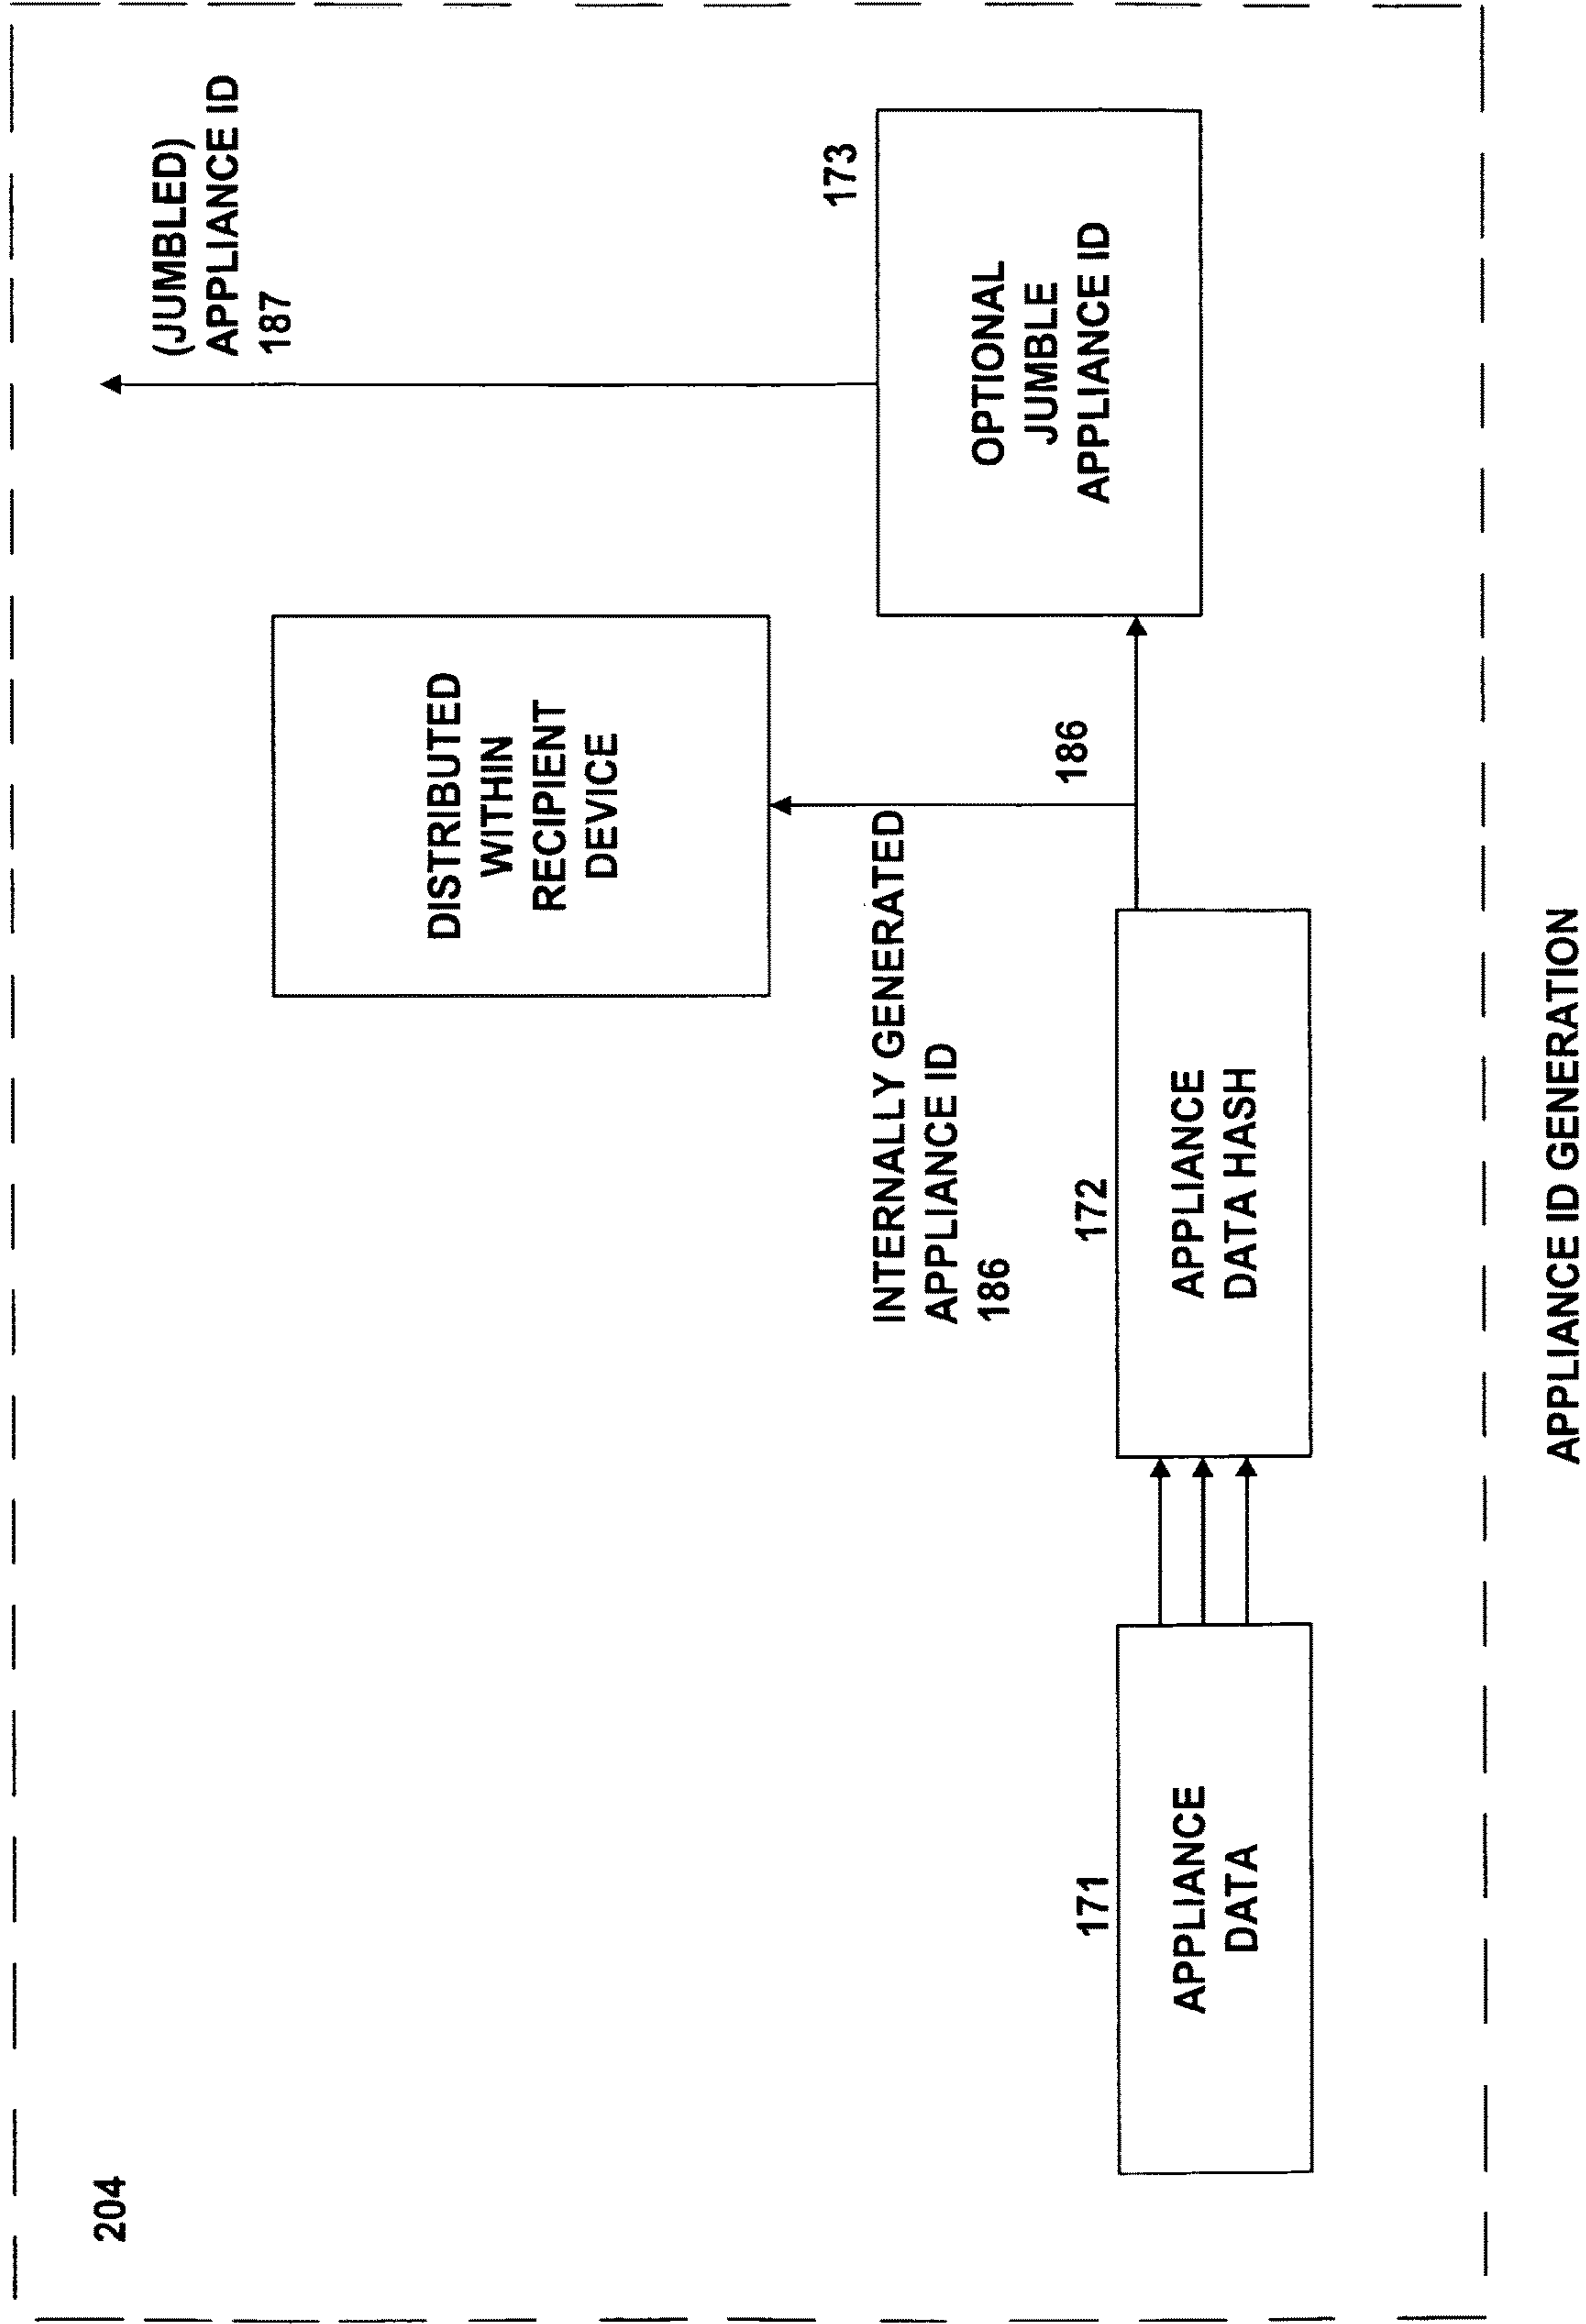 204
(JUMBLED)
APPLIANCE ID
187
DISTRIBUTED
WITHIN
RECIPIENT
DEVICE
173
OPTIONAL
JUMBLE
APPLIANCE ID
INTERNALLY GENERATED
APPLIANCE ID
186
186
171
APPLIANCE
DATA
172
APPLIANCE
DATA HASH
APPLIANCE ID GENERATION